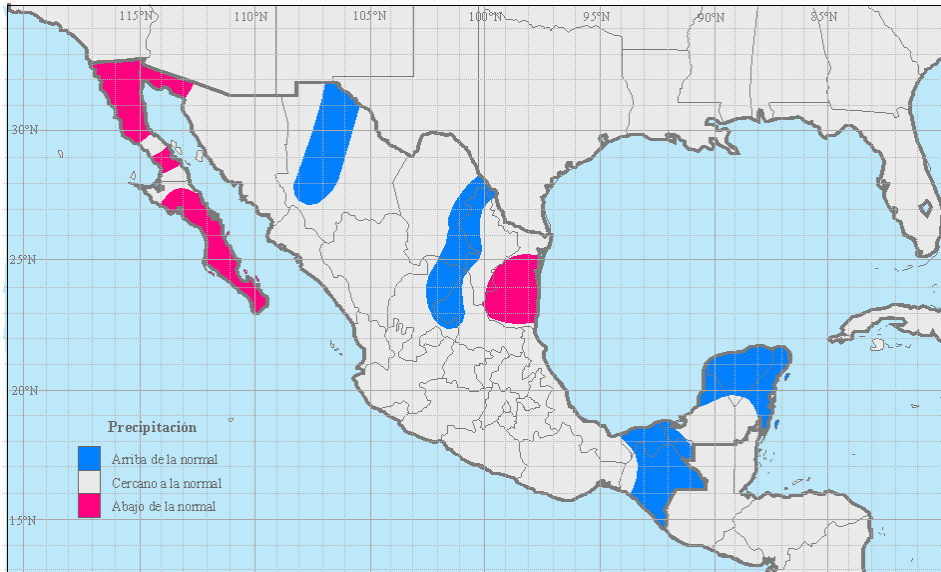 115°N 110°N 105°N 100°N 95°N 90°N 85°N
30°N
25°N
20°N
15°N
Precipitación
Arriba de la normal
Cercano a la normal
Abajo de la normal